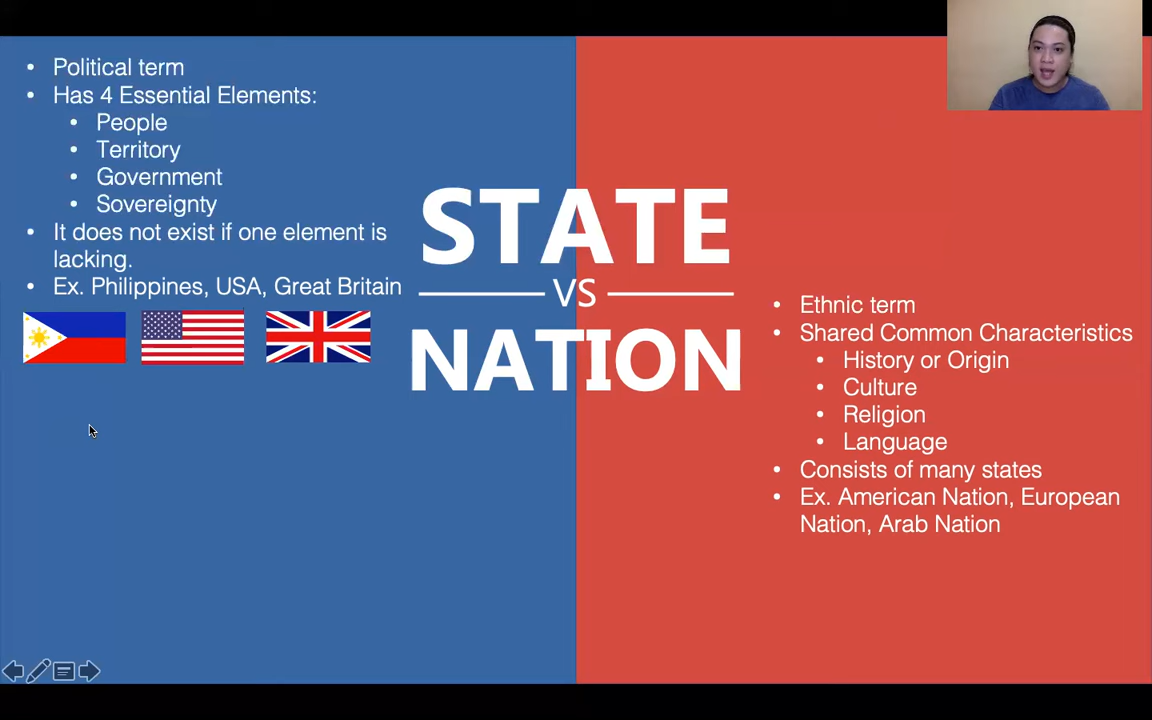 • Political term
• Has 4 Essential Elements:
• People
• Territory
• Government
• Sovereignty
• It does not exist if one element is
lacking.
• Ex. Philippines, USA, Great Britain
STATE
VS
NATION
• Ethnic term
• Shared Common Characteristics
• History or Origin
• Culture
• Religion
• Language
• Consists of many states
• Ex. American Nation, European
Nation, Arab Nation